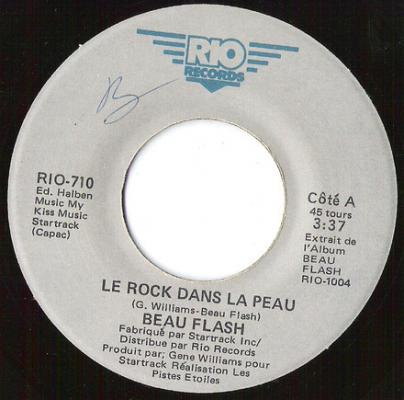 RIO
RECORDS
B
RIO-710
Ed. Halben
Music My
Kiss Music
Startrack
(Capac)
Côté A
45 tours
3:37
Extrait de
l'Album
BEAU
FLASH
RIO-1004
LE ROCK DANS LA PEAU
(G. Williams-Beau Flash)
BEAU FLASH
Fabriqué par Startrack Inc/
Distribue par Rio Records
Produit par; Gene Williams pour
Startrack Réalisation Les
Pistes Etoiles